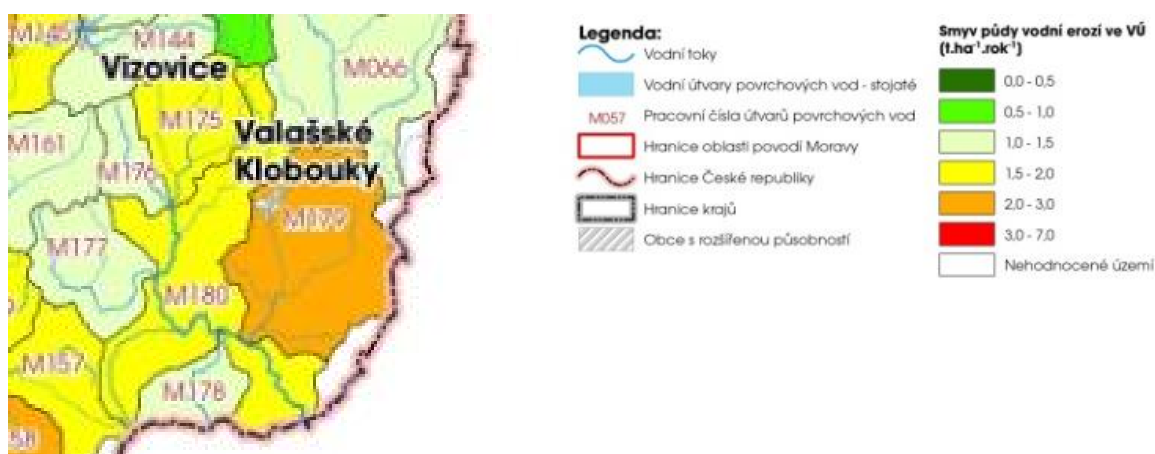 M145
M144
Vizovice
M066
M175
Valašské
Klobouky
M161
M176
M179
M177
M180
M157
M178
58
Legenda:
Vodní toky
Vodní útvary povrchových vod - stojaté
M057 Pracovní čísla útvarů povrchových vod
Hranice oblasti povodí Moravy
Hranice České republiky
Hranice krajů
Obce s rozšířenou působností
Smyv půdy vodní erozí ve VÚ
(t.ha⁻¹.rok⁻¹)
0,0 - 0,5
0,5 - 1,0
1,0 - 1,5
1,5 - 2,0
2,0 - 3,0
3,0 - 7,0
Nehodnocené území